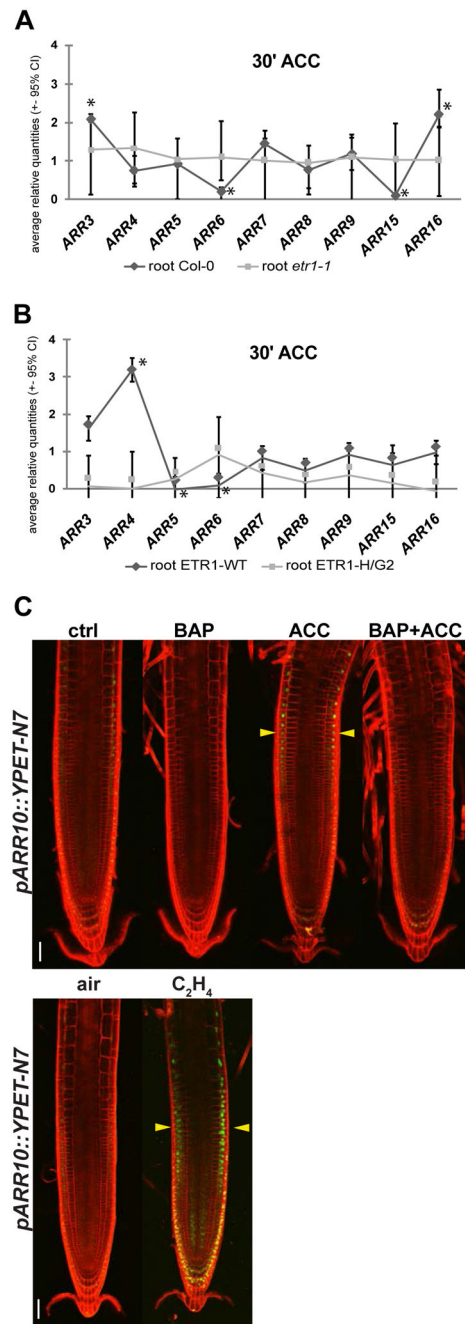 A
30' ACC
average relative quantities (+- 95% CI)
4
3
2
1
0
*
*
*
*
ARR3 ARR4 ARR5 ARR6 ARR7 ARR8 ARR9 ARR15 ARR16
root Col-0 root etr1-1
B
30' ACC
average relative quantities (+- 95% CI)
4
3
2
1
0
*
*
*
ARR3 ARR4 ARR5 ARR6 ARR7 ARR8 ARR9 ARR15 ARR16
root ETR1-WT root ETR1-H/G2
C
ctrl BAP ACC BAP+ACC
pARR10::YPET-N7
air C₂H₄
pARR10::YPET-N7